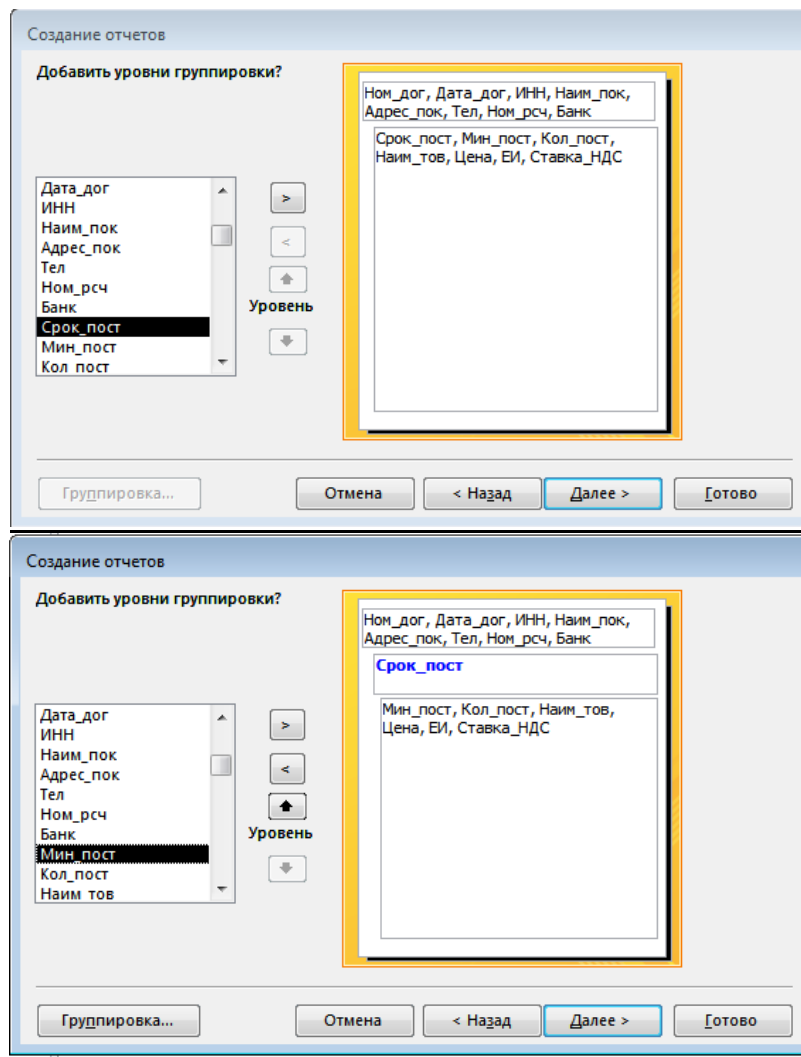 Создание отчетов
Добавить уровни группировки?
Ном_дог, Дата_дог, ИНН, Наим_пок,
Адрес_пок, Тел, Ном_рсч, Банк
Срок_пост, Мин_пост, Кол_пост,
Наим_тов, Цена, ЕИ, Ставка_НДС
Дата_дог
ИНН
Наим_пок
Адрес_пок
Тел
Ном_рсч
Банк
Срок_пост
Мин_пост
Кол_пост
>
<
Уровень
Группировка...
Отмена
< Назад
Далее >
Готово
Создание отчетов
Добавить уровни группировки?
Ном_дог, Дата_дог, ИНН, Наим_пок,
Адрес_пок, Тел, Ном_рсч, Банк
Срок_пост
Мин_пост, Кол_пост, Наим_тов,
Цена, ЕИ, Ставка_НДС
Дата_дог
ИНН
Наим_пок
Адрес_пок
Тел
Ном_рсч
Банк
Мин_пост
Кол_пост
Наим_тов
>
<
Уровень
Группировка...
Отмена
< Назад
Далее >
Готово